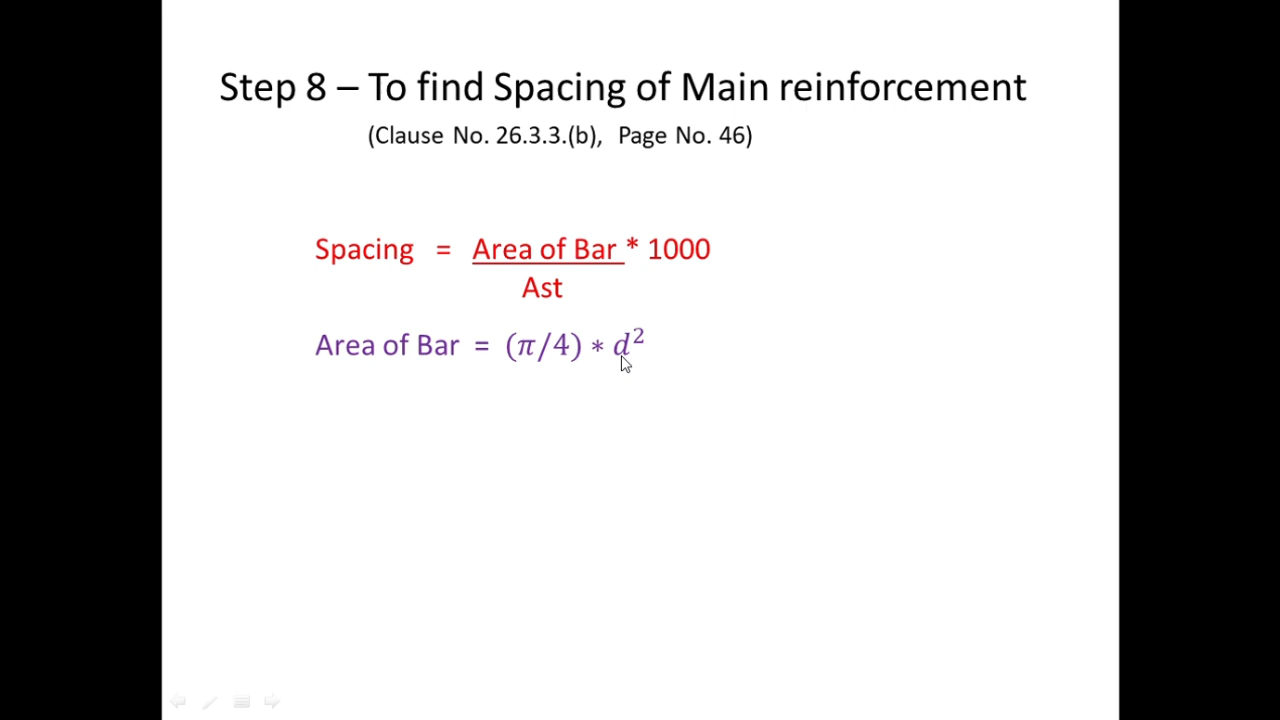 Step 8 – To find Spacing of Main reinforcement
(Clause No. 26.3.3.(b), Page No. 46)
Spacing = Area of Bar * 1000
Ast
Area of Bar = (π/4) ∗ d²